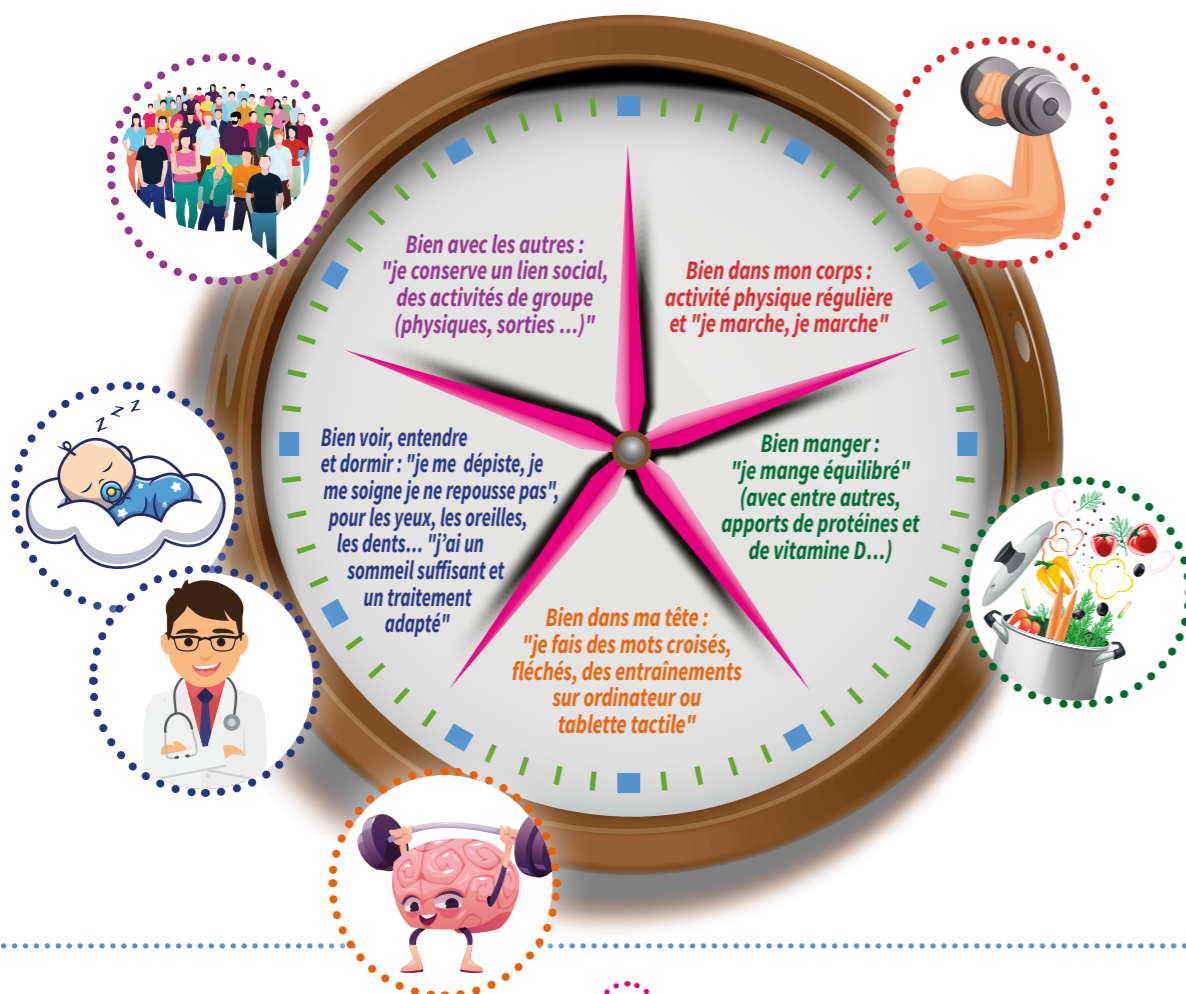 Bien avec les autres :
"je conserve un lien social,
des activités de groupe
(physiques, sorties ...)"
Bien dans mon corps :
activité physique régulière
et "je marche, je marche"
Bien manger :
"je mange équilibré"
(avec entre autres,
apports de protéines et
de vitamine D...)
Bien dans ma tête :
"je fais des mots croisés,
fléchés, des entraînements
sur ordinateur ou
tablette tactile"
Bien voir, entendre
et dormir : "je me dépiste, je
me soigne je ne repousse pas",
pour les yeux, les oreilles,
les dents... "j'ai un
sommeil suffisant et
un traitement
adapté"
z z z z